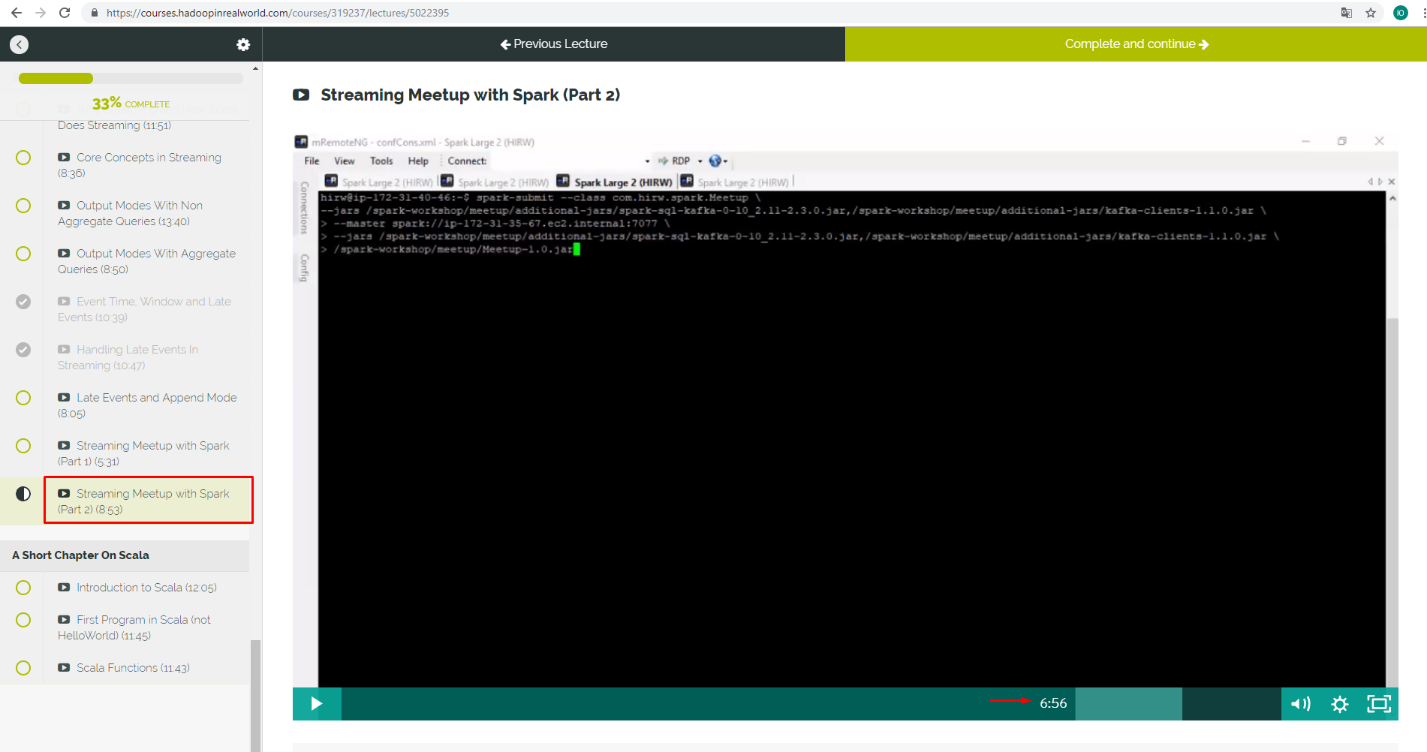 https://courses.hadoopinrealworld.com/courses/319237/lectures/5022395
IO
Previous Lecture
Complete and continue
33% COMPLETE
Does Streaming (11:51)
Core Concepts in Streaming
(8:36)
Output Modes With Non
Aggregate Queries (13:40)
Output Modes With Aggregate
Queries (8:50)
Event Time, Window and Late
Events (10:39)
Handling Late Events In
Streaming (10:47)
Late Events and Append Mode
(8:05)
Streaming Meetup with Spark
(Part 1) (5:31)
Streaming Meetup with Spark
(Part 2) (8:53)
A Short Chapter On Scala
Introduction to Scala (12:05)
First Program in Scala (not
HelloWorld) (11:45)
Scala Functions (11:43)
Streaming Meetup with Spark (Part 2)
mRemoteNG - confCons.xml - Spark Large 2 (HIRW)
File View Tools Help Connect: RDP
Spark Large 2 (HIRW) Spark Large 2 (HIRW) Spark Large 2 (HIRW) Spark Large 2 (HIRW)
Connections
Config
hirw@ip-172-31-40-46:~$ spark-submit --class com.hirw.spark.Meetup \
--jars /spark-workshop/meetup/additional-jars/spark-sql-kafka-0-10_2.11-2.3.0.jar,/spark-workshop/meetup/additional-jars/kafka-clients-1.1.0.jar \
> --master spark://ip-172-31-35-67.ec2.internal:7077 \
> --jars /spark-workshop/meetup/additional-jars/spark-sql-kafka-0-10_2.11-2.3.0.jar,/spark-workshop/meetup/additional-jars/kafka-clients-1.1.0.jar \
> /spark-workshop/meetup/Meetup-1.0.jar
6:56